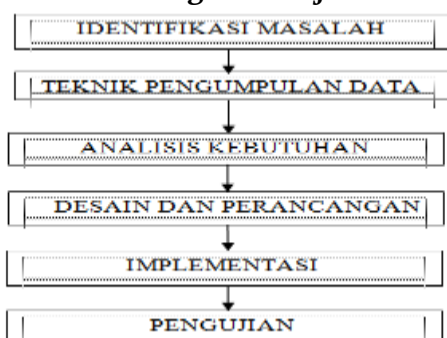 IDENTIFIKASI MASALAH
TEKNIK PENGUMPULAN DATA
ANALISIS KEBUTUHAN
DESAIN DAN PERANCANGAN
IMPLEMENTASI
PENGUJIAN